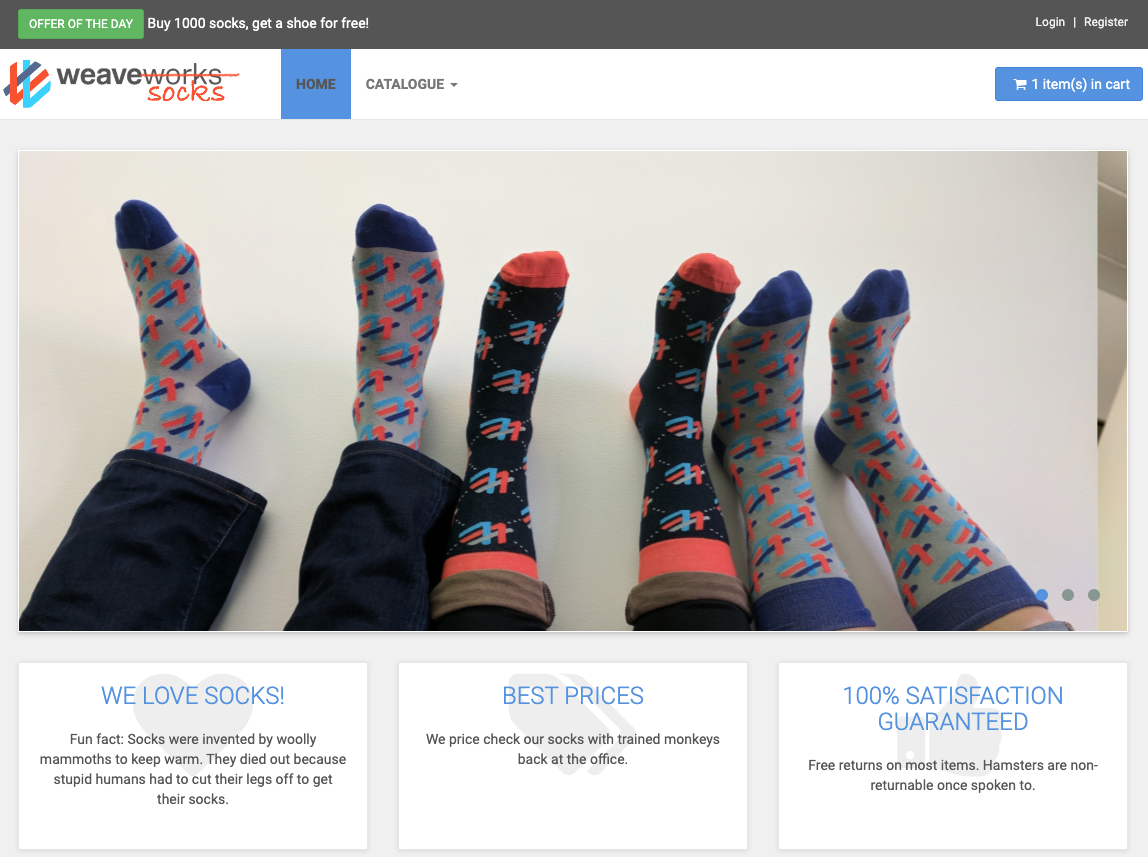 OFFER OF THE DAY Buy 1000 socks, get a shoe for free!
Login | Register
weaveworks
socks
HOME
CATALOGUE
1 item(s) in cart
WE LOVE SOCKS!
Fun fact: Socks were invented by woolly
mammoths to keep warm. They died out because
stupid humans had to cut their legs off to get
their socks.
BEST PRICES
We price check our socks with trained monkeys
back at the office.
100% SATISFACTION
GUARANTEED
Free returns on most items. Hamsters are non-
returnable once spoken to.